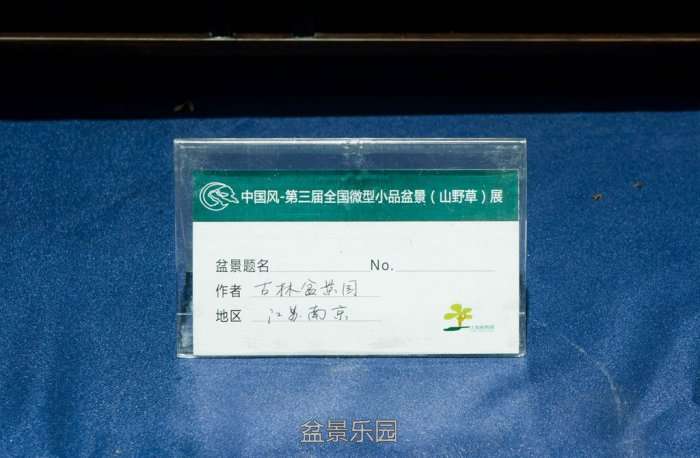 中国风-第三届全国微型小品盆景（山野草）展
盆景题名 No.
作者 古林盆景园
地区 江苏南京
盆景乐园